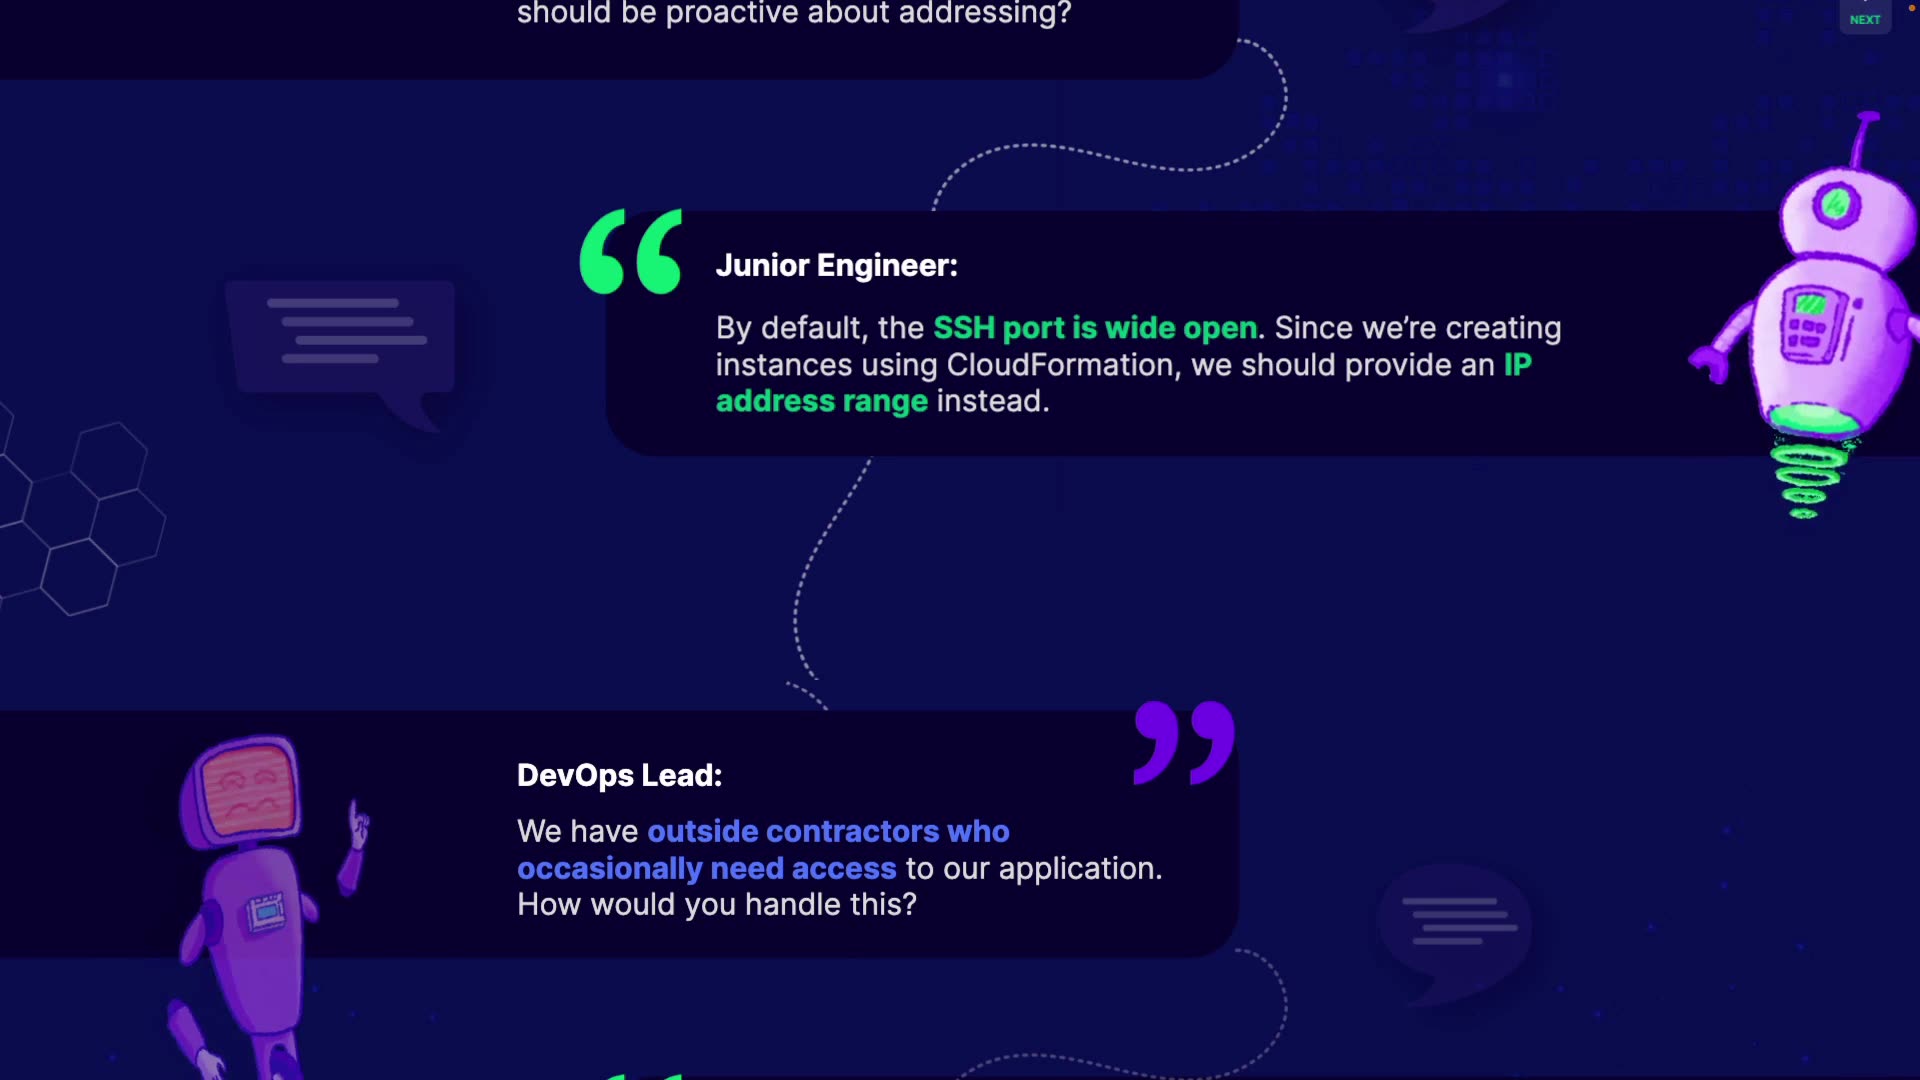 should be proactive about addressing?
NEXT
Junior Engineer:
By default, the SSH port is wide open. Since we’re creating
instances using CloudFormation, we should provide an IP
address range instead.
DevOps Lead:
We have outside contractors who
occasionally need access to our application.
How would you handle this?